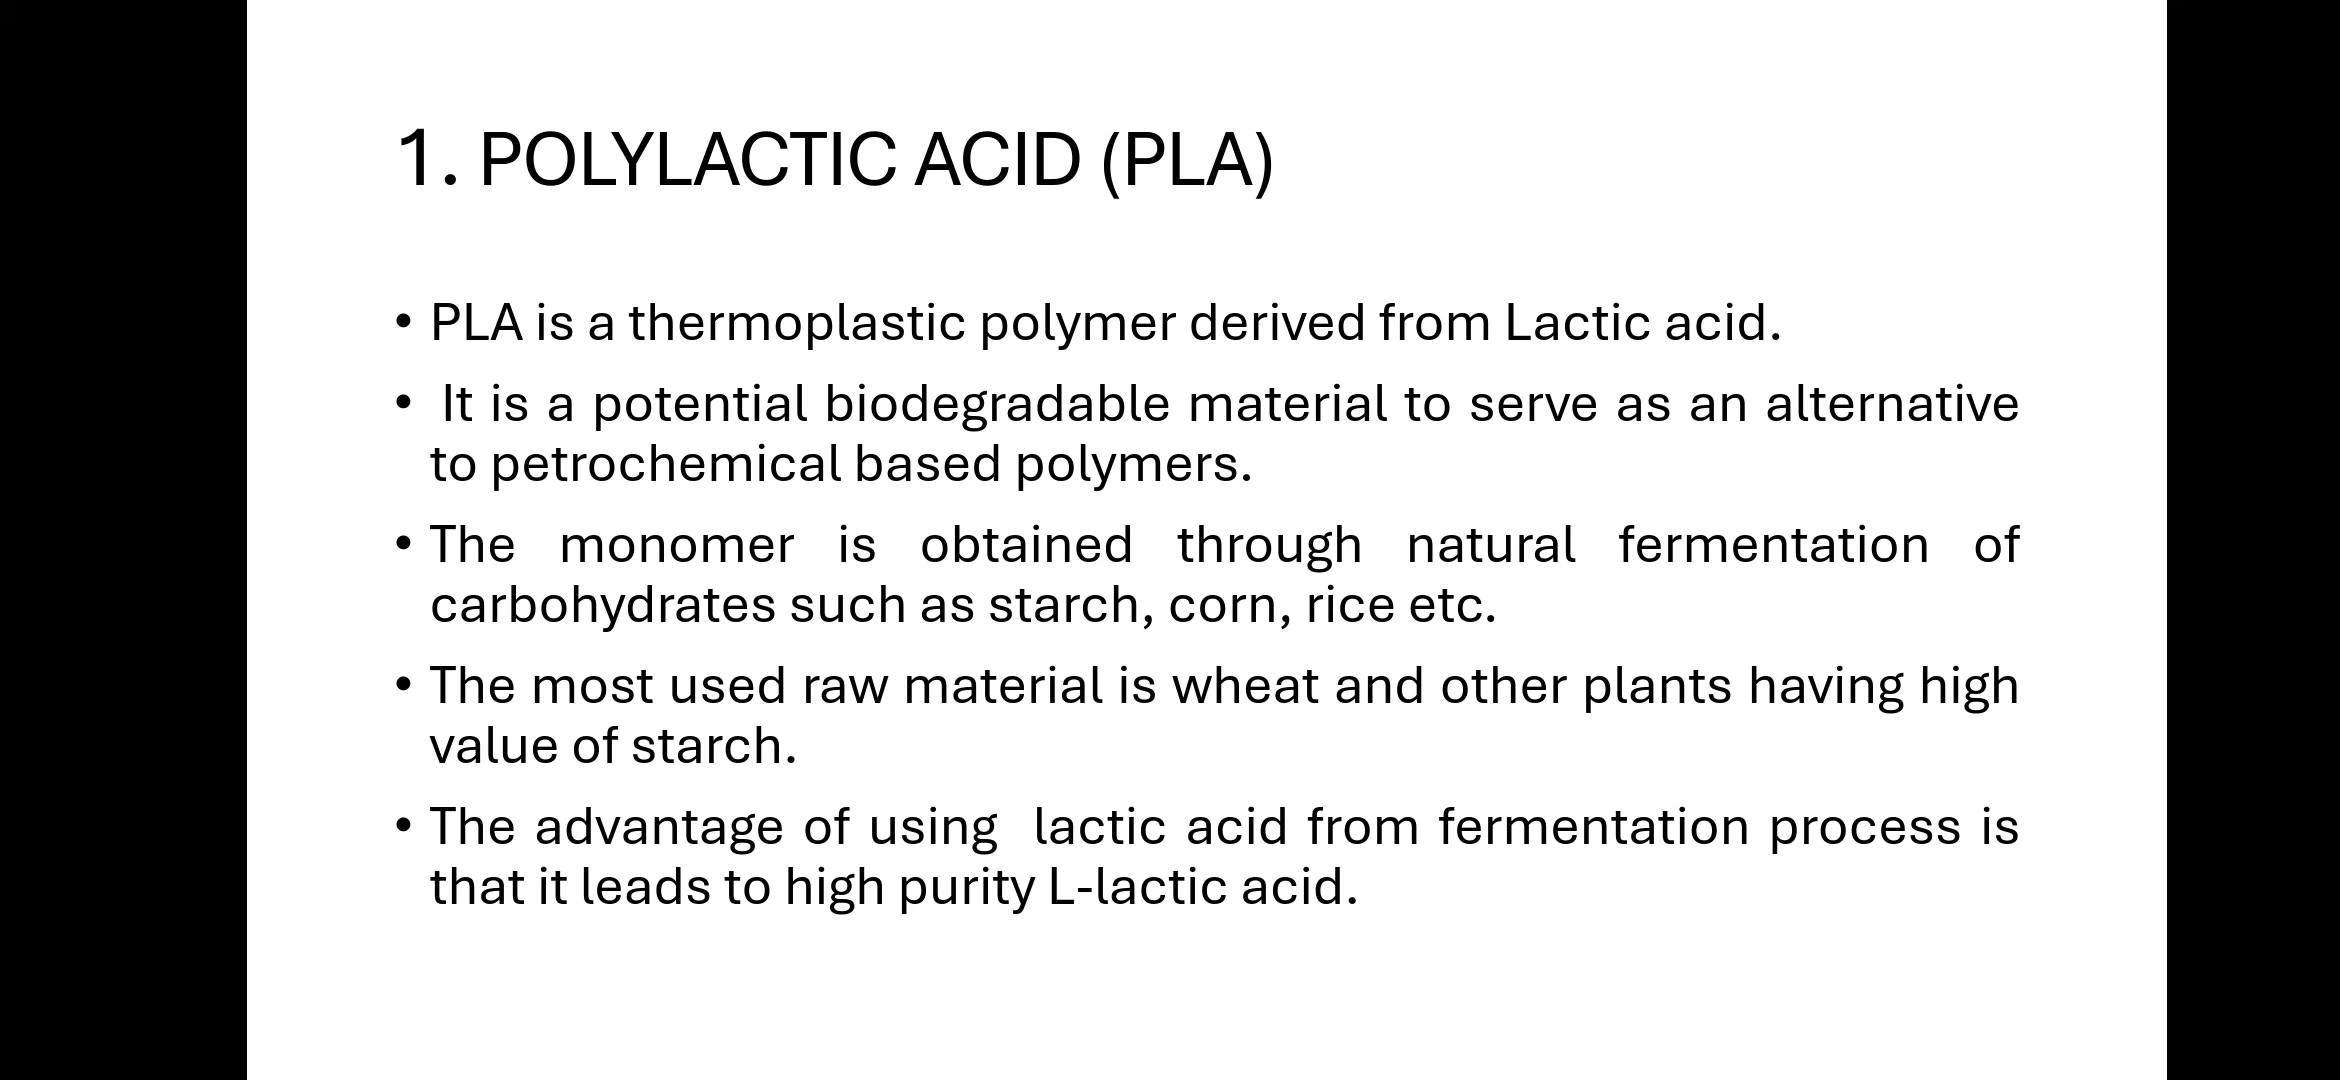 1. POLYLACTIC ACID (PLA)
• PLA is a thermoplastic polymer derived from Lactic acid.
• It is a potential biodegradable material to serve as an alternative
to petrochemical based polymers.
• The monomer is obtained through natural fermentation of
carbohydrates such as starch, corn, rice etc.
• The most used raw material is wheat and other plants having high
value of starch.
• The advantage of using lactic acid from fermentation process is
that it leads to high purity L-lactic acid.